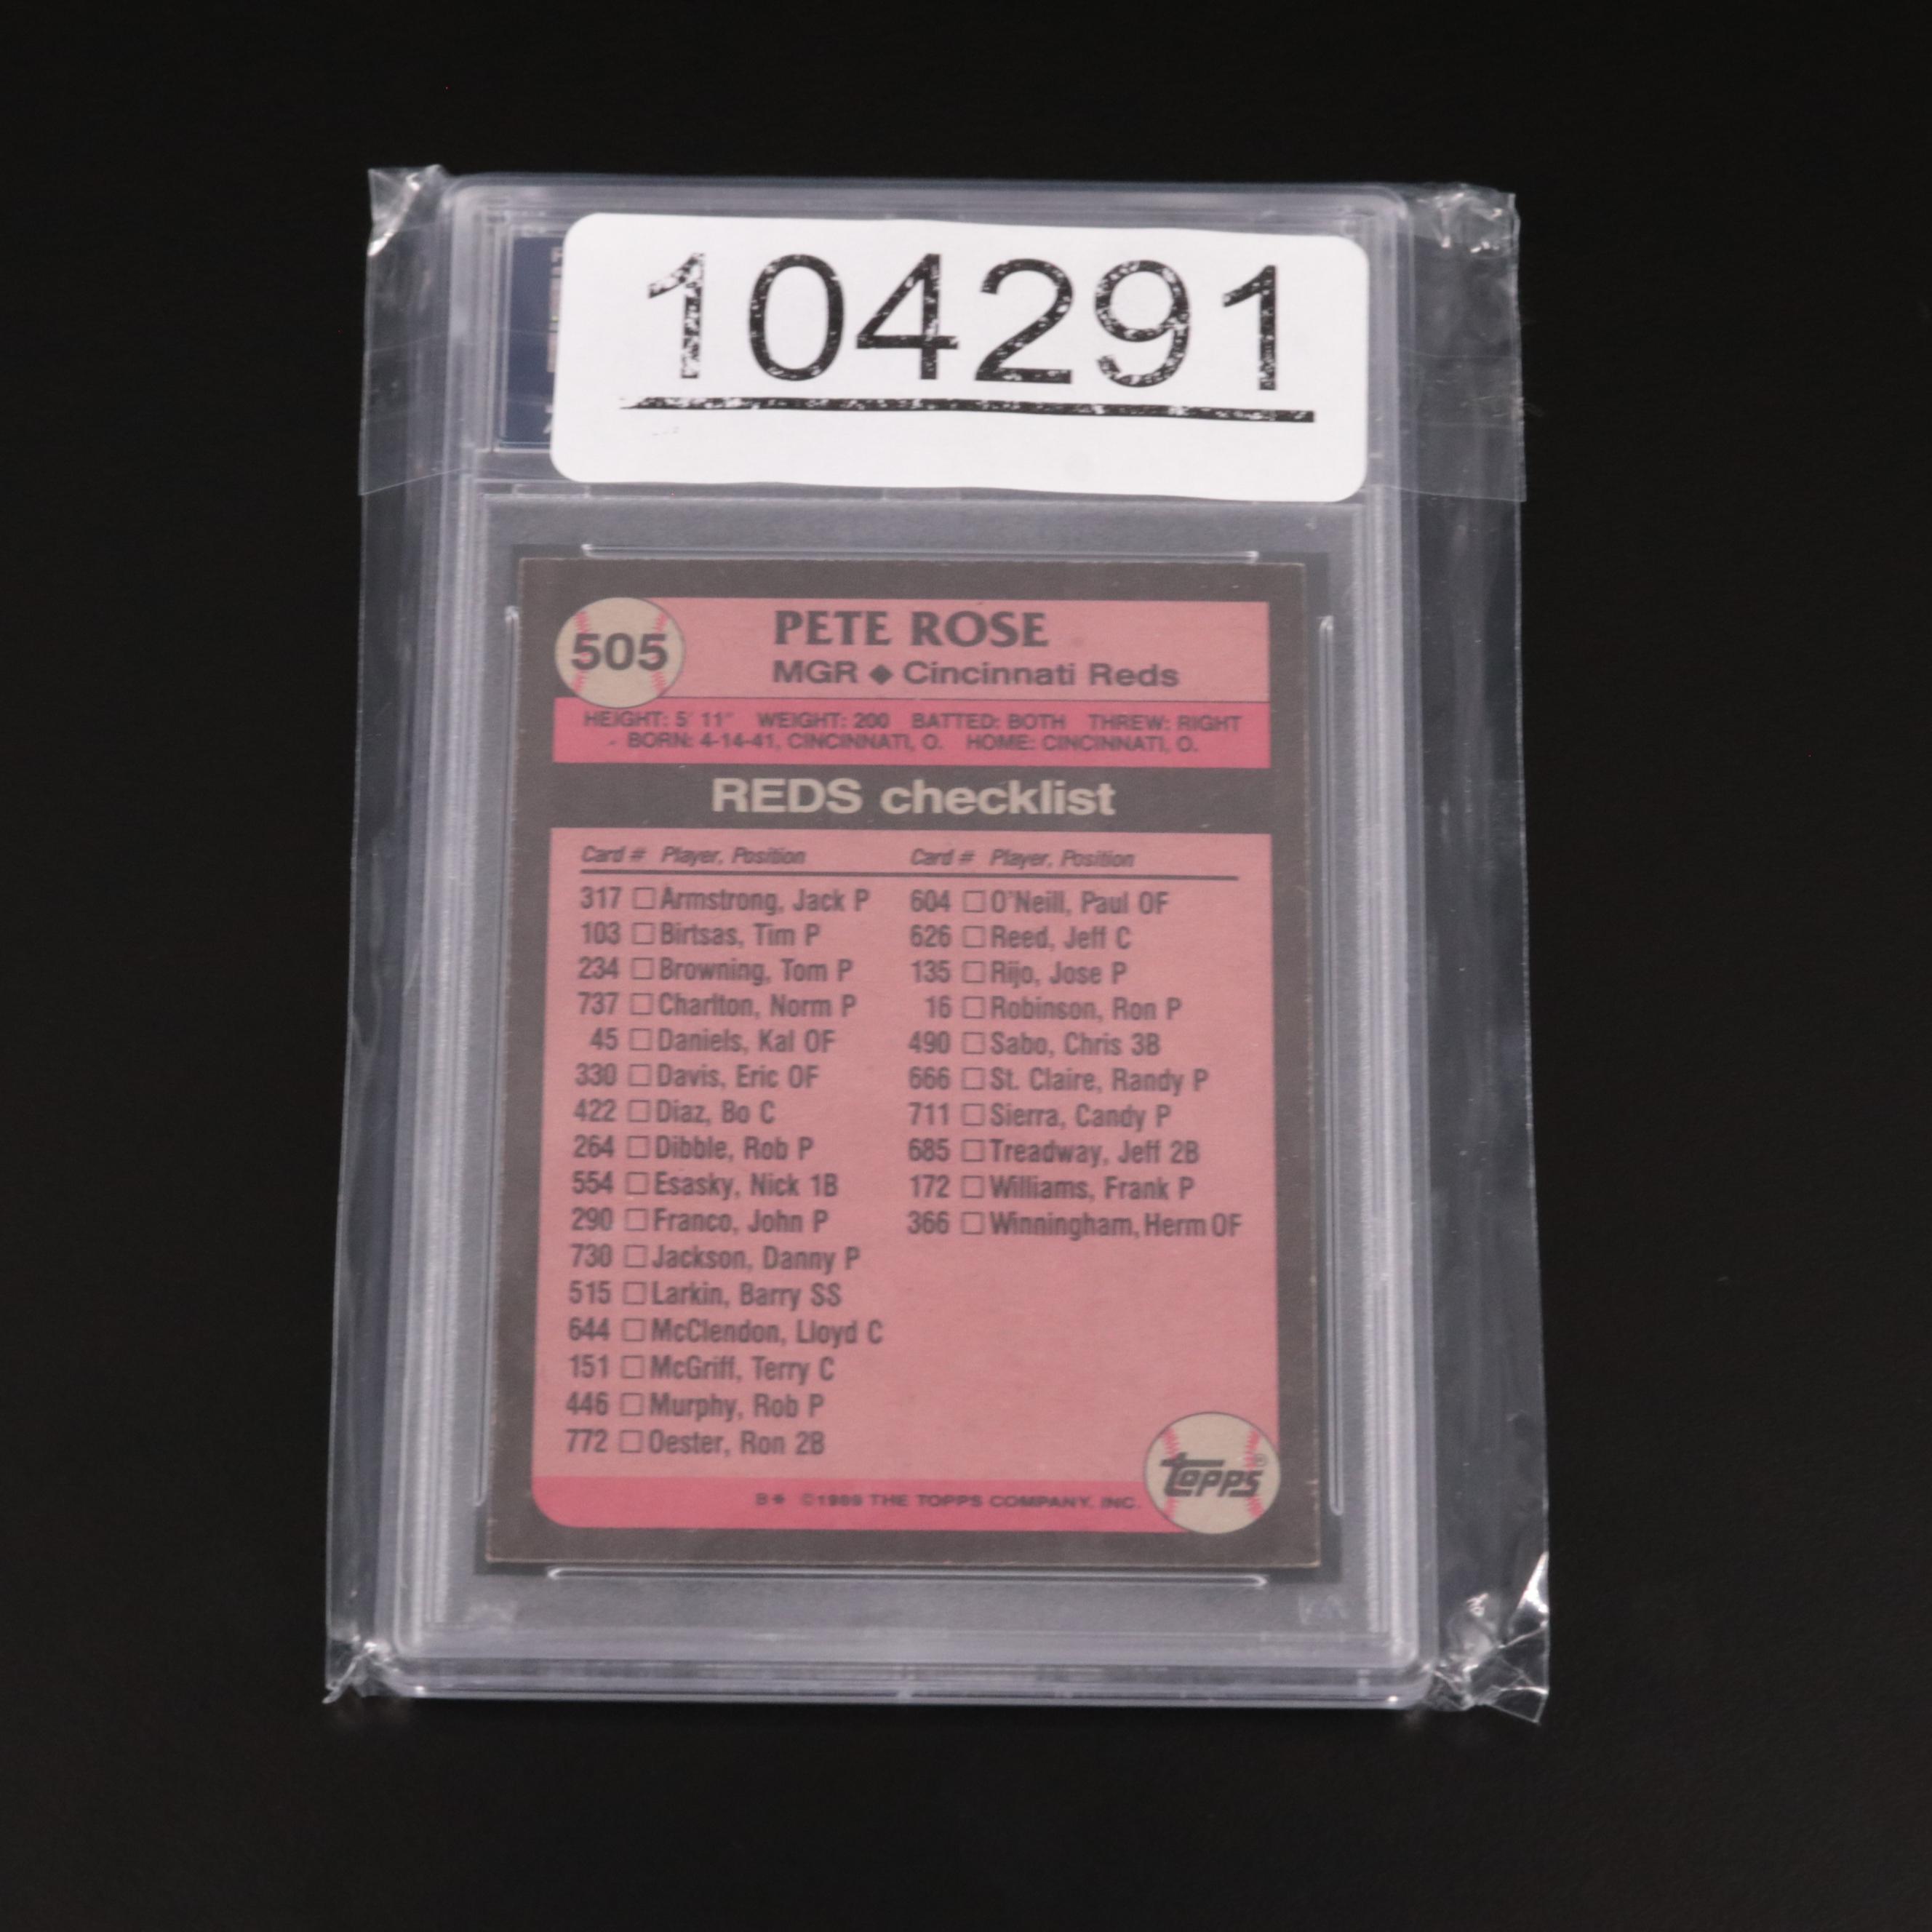 104291
505
PETE ROSE
MGR ◆ Cincinnati Reds
HEIGHT: 5' 11" WEIGHT: 200 BATTED: BOTH THREW: RIGHT
BORN: 4-14-41, CINCINNATI, O. HOME: CINCINNATI, O.
REDS checklist
Card # Player, Position
317 □ Armstrong, Jack P
103 □ Birtsas, Tim P
234 □ Browning, Tom P
737 □ Charlton, Norm P
45 □ Daniels, Kal OF
330 □ Davis, Eric OF
422 □ Diaz, Bo C
264 □ Dibble, Rob P
554 □ Esasky, Nick 1B
290 □ Franco, John P
730 □ Jackson, Danny P
515 □ Larkin, Barry SS
644 □ McClendon, Lloyd C
151 □ McGriff, Terry C
446 □ Murphy, Rob P
772 □ Oester, Ron 2B
Card # Player, Position
604 □ O'Neill, Paul OF
626 □ Reed, Jeff C
135 □ Rijo, Jose P
16 □ Robinson, Ron P
490 □ Sabo, Chris 3B
666 □ St. Claire, Randy P
711 □ Sierra, Candy P
685 □ Treadway, Jeff 2B
172 □ Williams, Frank P
366 □ Winningham, Herm OF
B* ©1989 THE TOPPS COMPANY, INC.
topps®